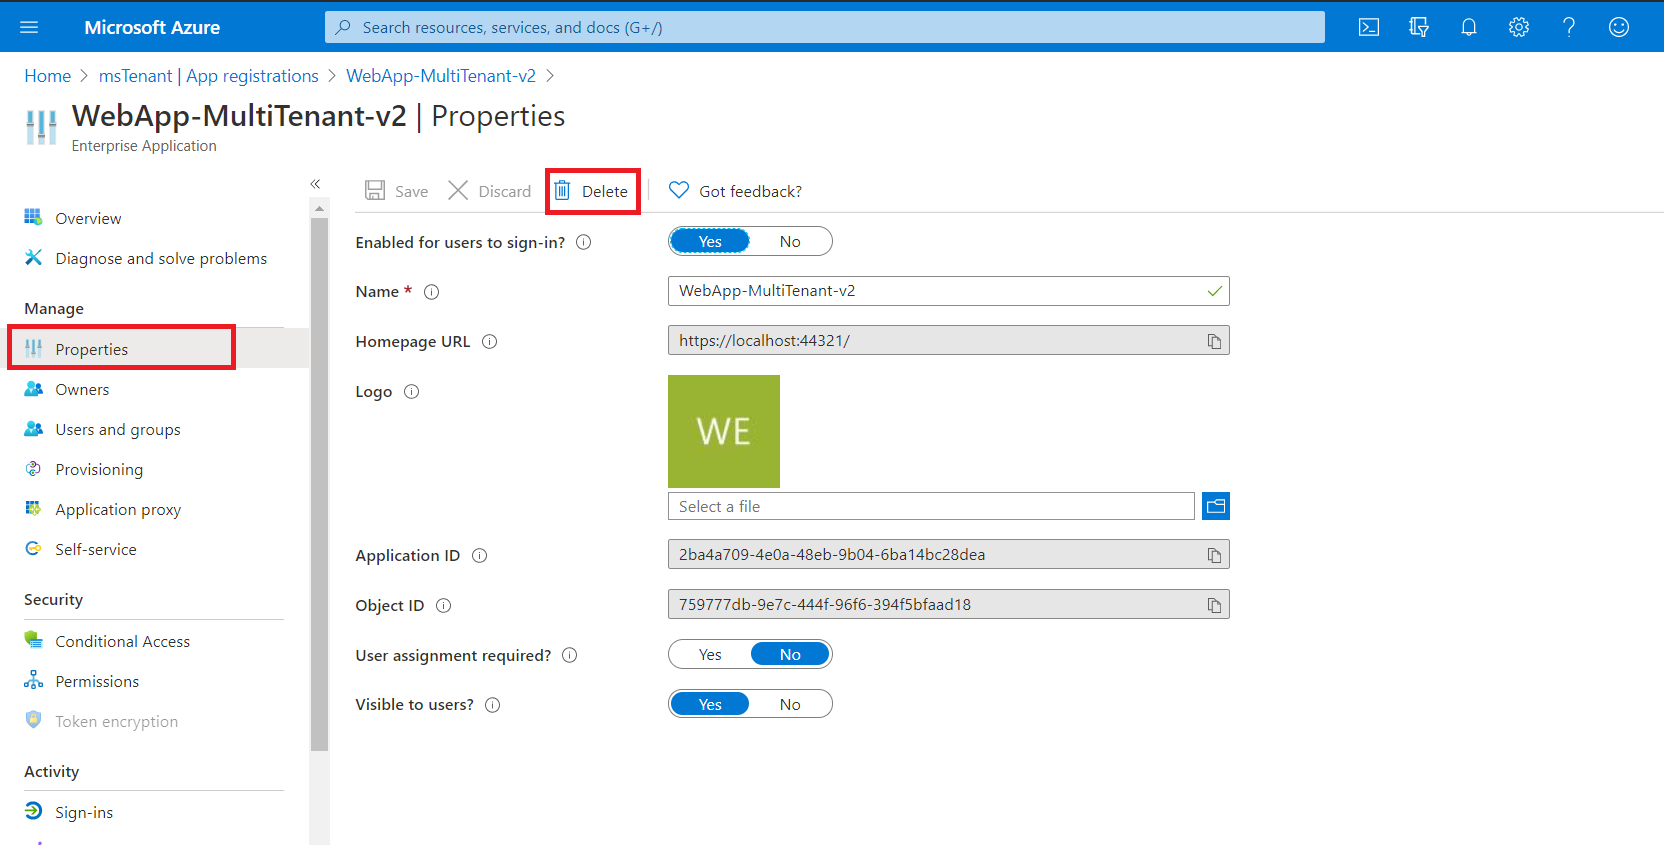 Microsoft Azure
Search resources, services, and docs (G+/)
Home > msTenant | App registrations > WebApp-MultiTenant-v2 >
WebApp-MultiTenant-v2 | Properties
Enterprise Application
«
Overview
Diagnose and solve problems
Manage
Properties
Owners
Users and groups
Provisioning
Application proxy
Self-service
Security
Conditional Access
Permissions
Token encryption
Activity
Sign-ins
Save
Discard
Delete
Got feedback?
Enabled for users to sign-in?
Yes No
Name *
WebApp-MultiTenant-v2
Homepage URL
https://localhost:44321/
Logo
WE
Select a file
Application ID
2ba4a709-4e0a-48eb-9b04-6ba14bc28dea
Object ID
759777db-9e7c-444f-96f6-394f5bfaad18
User assignment required?
Yes No
Visible to users?
Yes No